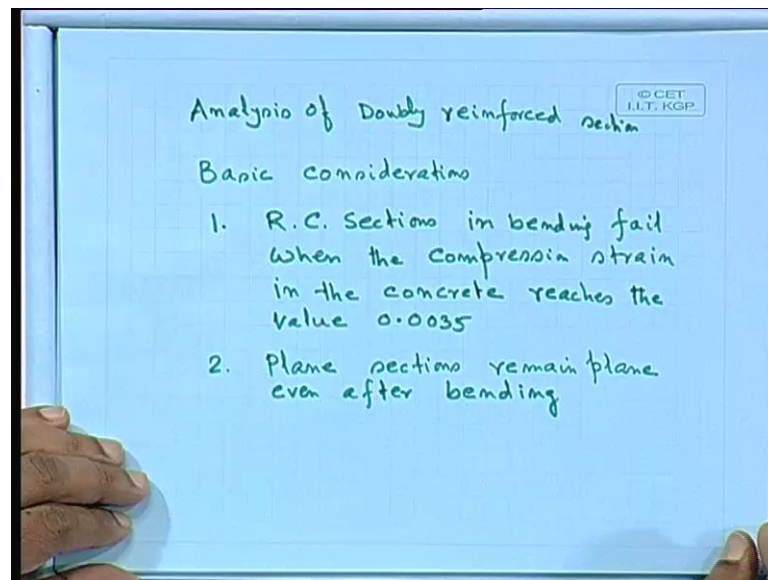 © CET
I.I.T. KGP
Analysis of Doubly reinforced section
Basic considerations
1. R.C. Sections in bending fail
when the compression strain
in the concrete reaches the
value 0.0035
2. Plane sections remain plane
even after bending